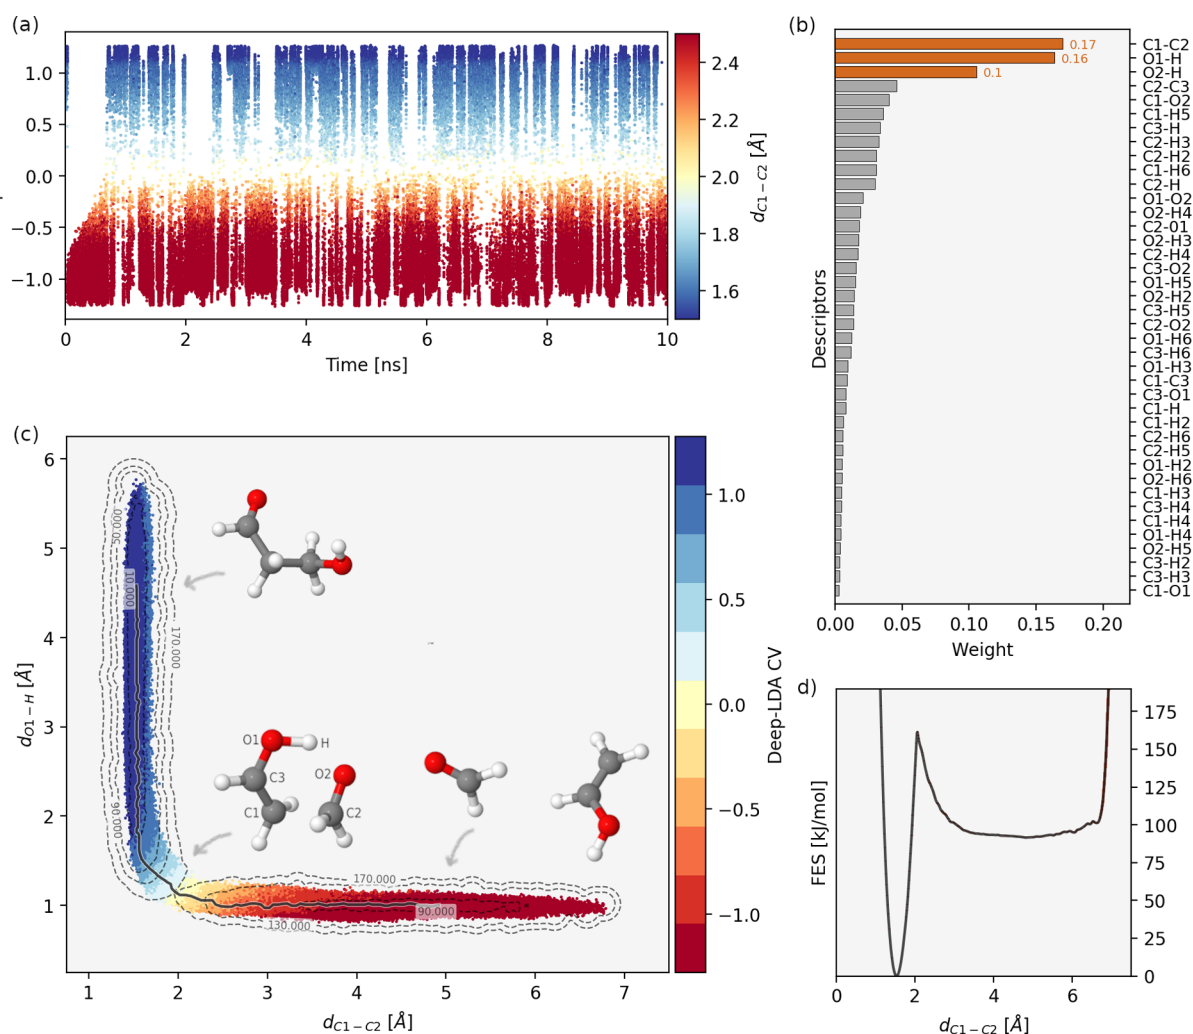 (a)
1.0
0.5
0.0
−0.5
−1.0
0
2
4
6
8
10
Time [ns]
2.4
2.2
2.0
1.8
1.6
dC1−C2 [Å]
(b)
Descriptors
C1-C2
O1-H
O2-H
C2-C3
C1-O2
C1-H5
C3-H
C2-H3
C2-H2
C1-H6
C2-H
O1-O2
O2-H4
C2-01
O2-H3
C2-H4
C3-O2
O1-H5
O2-H2
C3-H5
C2-O2
O1-H6
C3-H6
O1-H3
C1-C3
C3-O1
C1-H
C1-H2
C2-H6
C2-H5
O1-H2
O2-H6
C1-H3
C3-H4
C1-H4
O1-H4
O2-H5
C3-H2
C3-H3
C1-O1
0.17
0.16
0.1
0.00
0.05
0.10
0.15
0.20
Weight
(c)
6
5
4
3
2
1
dO1−H [Å]
50.000
10.000
170.000
90.000
O1
H
C3
O2
C1
C2
170.000
90.000
130.000
1
2
3
4
5
6
7
dC1−C2 [Å]
1.0
0.5
0.0
−0.5
−1.0
Deep-LDA CV
d)
FES [kJ/mol]
175
150
125
100
75
50
25
0
0
2
4
6
dC1−C2 [Å]